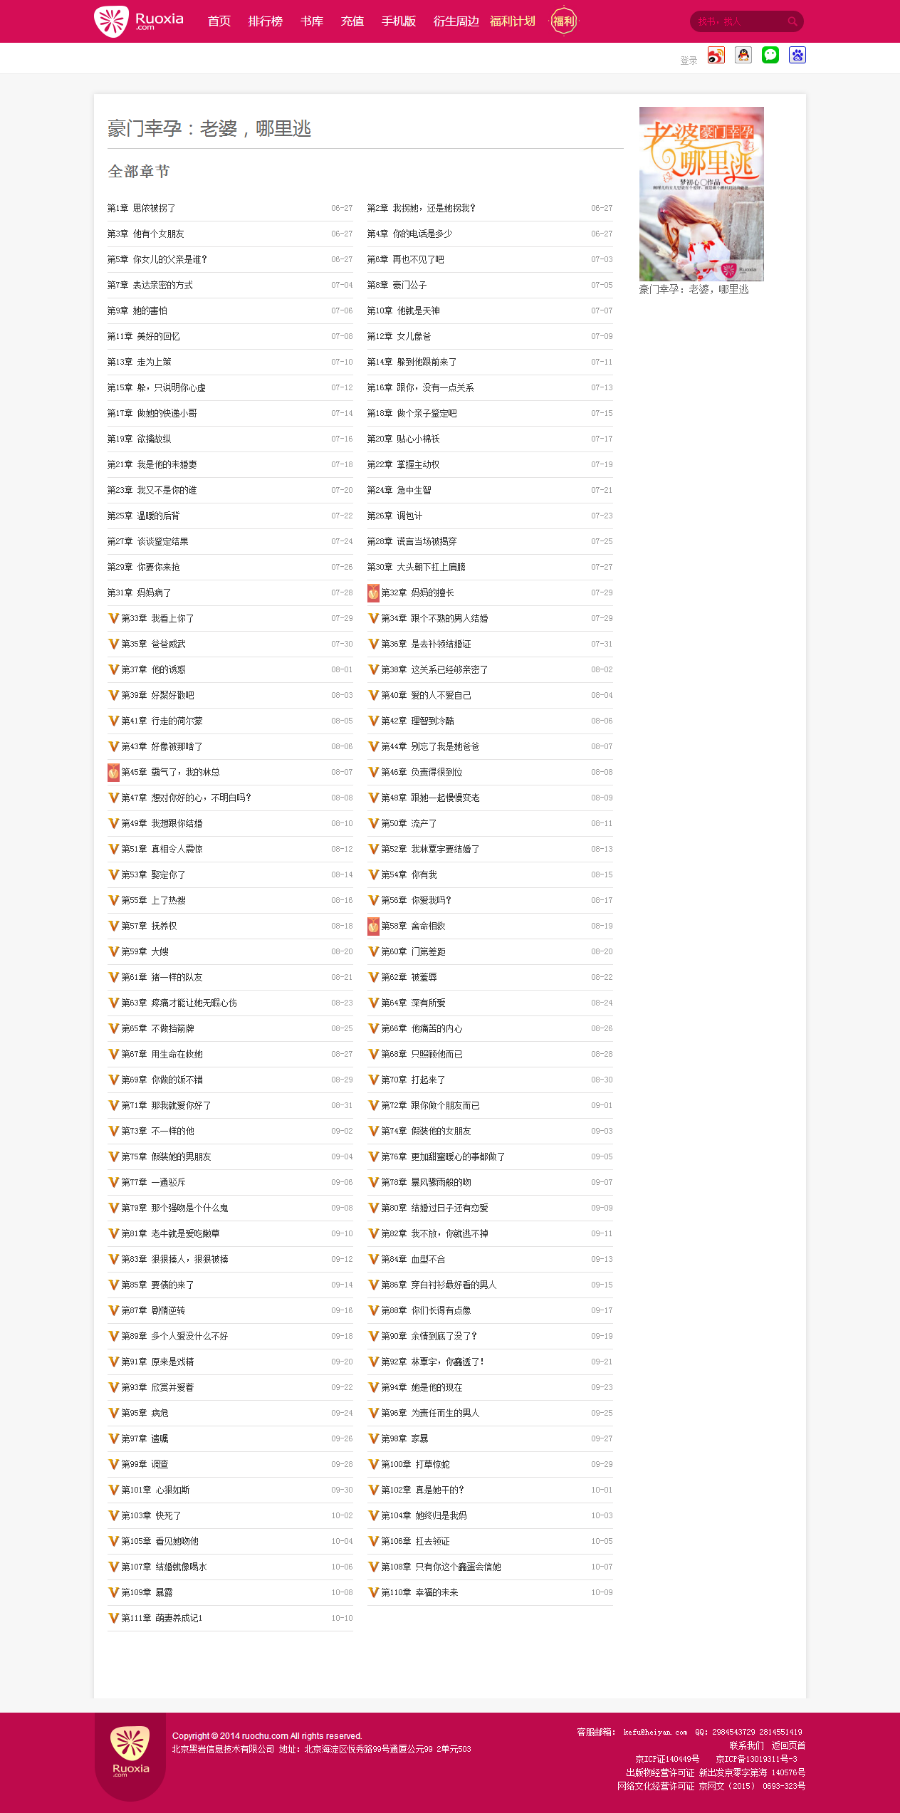 Ruoxia
.com
首页 排行榜 书库 充值 手机版 衍生周边 福利计划 福利
搜书，找人
登录
豪门幸孕：老婆，哪里逃
全部章节
第1章 思浓被拐了 06-27 第2章 我拐她，还是她拐我？ 06-27
第3章 他有个女朋友 06-27 第4章 你的电话是多少 06-27
第5章 你女儿的父亲是谁？ 06-27 第6章 再也不见了吧 07-03
第7章 表达亲密的方式 07-04 第8章 豪门公子 07-05
第9章 她的害怕 07-06 第10章 他就是天神 07-07
第11章 美好的回忆 07-08 第12章 女儿像爸 07-09
第13章 走为上策 07-10 第14章 躲到他跟前来了 07-11
第15章 躲，只说明你心虚 07-12 第16章 跟你，没有一点关系 07-13
第17章 做她的快递小哥 07-14 第18章 做个亲子鉴定吧 07-15
第19章 欲擒故纵 07-16 第20章 贴心小棉袄 07-17
第21章 我是他的未婚妻 07-18 第22章 掌握主动权 07-19
第23章 我又不是你的谁 07-20 第24章 急中生智 07-21
第25章 温暖的后背 07-22 第26章 调包计 07-23
第27章 谈谈鉴定结果 07-24 第28章 谎言当场被揭穿 07-25
第29章 你妻你来抢 07-26 第30章 大头朝下扛上肩膀 07-27
第31章 妈妈病了 07-28 第32章 妈妈的擅长 07-29
第33章 我看上你了 07-29 第34章 跟个不熟的男人结婚 07-29
第35章 爸爸威武 07-30 第36章 是去补领结婚证 07-31
第37章 他的诱惑 08-01 第38章 这关系已经够亲密了 08-02
第39章 好聚好散吧 08-03 第40章 爱的人不爱自己 08-04
第41章 行走的荷尔蒙 08-05 第42章 理智到冷酷 08-06
第43章 好像被那啥了 08-06 第44章 别忘了我是她爸爸 08-07
第45章 霸气了，我的林总 08-07 第46章 负责得很到位 08-08
第47章 想对你好的心，不明白吗？ 08-08 第48章 跟她一起慢慢变老 08-09
第49章 我想跟你结婚 08-10 第50章 流产了 08-11
第51章 真相令人震惊 08-12 第52章 我林覃宇要结婚了 08-13
第53章 娶定你了 08-14 第54章 你有我 08-15
第55章 上了热搜 08-16 第56章 你爱我吗？ 08-17
第57章 抚养权 08-18 第58章 舍命相救 08-19
第59章 大嫂 08-20 第60章 门第差距 08-20
第61章 猪一样的队友 08-21 第62章 被羞辱 08-22
第63章 疼痛才能让她无暇心伤 08-23 第64章 深有所爱 08-24
第65章 不做挡箭牌 08-25 第66章 他痛苦的内心 08-26
第67章 用生命在救他 08-27 第68章 只照顾他而已 08-28
第69章 你做的饭不错 08-29 第70章 打起来了 08-30
第71章 那我就爱你好了 08-31 第72章 跟你做个朋友而已 09-01
第73章 不一样的他 09-02 第74章 假装他的女朋友 09-03
第75章 假装她的男朋友 09-04 第76章 更加甜蜜暖心的事都做了 09-05
第77章 一通驳斥 09-06 第78章 暴风骤雨般的吻 09-07
第79章 那个强吻是个什么鬼 09-08 第80章 结婚过日子还有恋爱 09-09
第81章 老牛就是爱吃嫩草 09-10 第82章 我不放，你就逃不掉 09-11
第83章 狠狠揍人，狠狠被揍 09-12 第84章 血型不合 09-13
第85章 要债的来了 09-14 第86章 穿白衬衫最好看的男人 09-15
第87章 剧情逆转 09-16 第88章 你们长得有点像 09-17
第89章 多个人爱没什么不好 09-18 第90章 余情到底了没了？ 09-19
第91章 原来是戏精 09-20 第92章 林覃宇，你蠢透了！ 09-21
第93章 欣赏并爱着 09-22 第94章 她是他的现在 09-23
第95章 病危 09-24 第96章 为责任而生的男人 09-25
第97章 遗嘱 09-26 第98章 家暴 09-27
第99章 调查 09-28 第100章 打草惊蛇 09-29
第101章 心狠如斯 09-30 第102章 真是她干的？ 10-01
第103章 快死了 10-02 第104章 她终归是我妈 10-03
第105章 看见她吻他 10-04 第106章 扛去领证 10-05
第107章 结婚就像喝水 10-06 第108章 只有你这个蠢蛋会信她 10-07
第109章 暴露 10-08 第110章 幸福的未来 10-09
第111章 萌妻养成记1 10-10
老婆
豪门幸孕
哪里逃
梦初心◎作品
Ruoxia
豪门幸孕：老婆，哪里逃
Ruoxia
.com
Copyright © 2014 ruochu.com All rights reserved.
北京黑岩信息技术有限公司 地址：北京海淀区悦秀路99号通厦公元99 2单元503
客服邮箱： kefu@heiyan.com QQ：2984543729 2814551419
联系我们 返回页首
京ICP证140449号 京ICP备13019311号-3
出版物经营许可证 新出发京零字第海 140576号
网络文化经营许可证 京网文（2015） 0693-323号